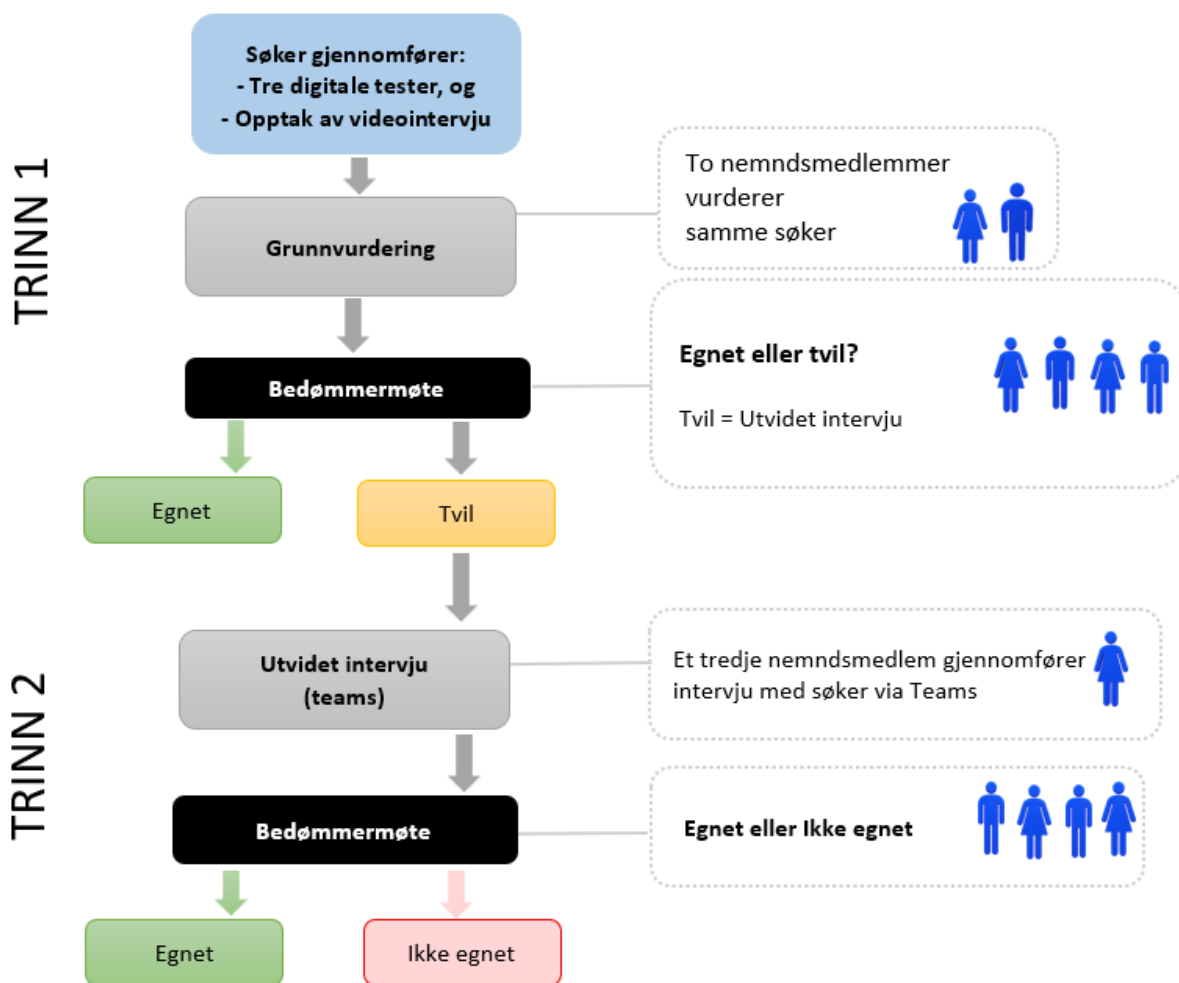 TRINN 1
Søker gjennomfører:
- Tre digitale tester, og
- Opptak av videointervju
Grunnvurdering
To nemndsmedlemmer
vurderer
samme søker
Bedømmermøte
Egnet eller tvil?
Tvil = Utvidet intervju
Egnet
Tvil
TRINN 2
Utvidet intervju
(teams)
Et tredje nemndsmedlem gjennomfører
intervju med søker via Teams
Bedømmermøte
Egnet eller Ikke egnet
Egnet
Ikke egnet